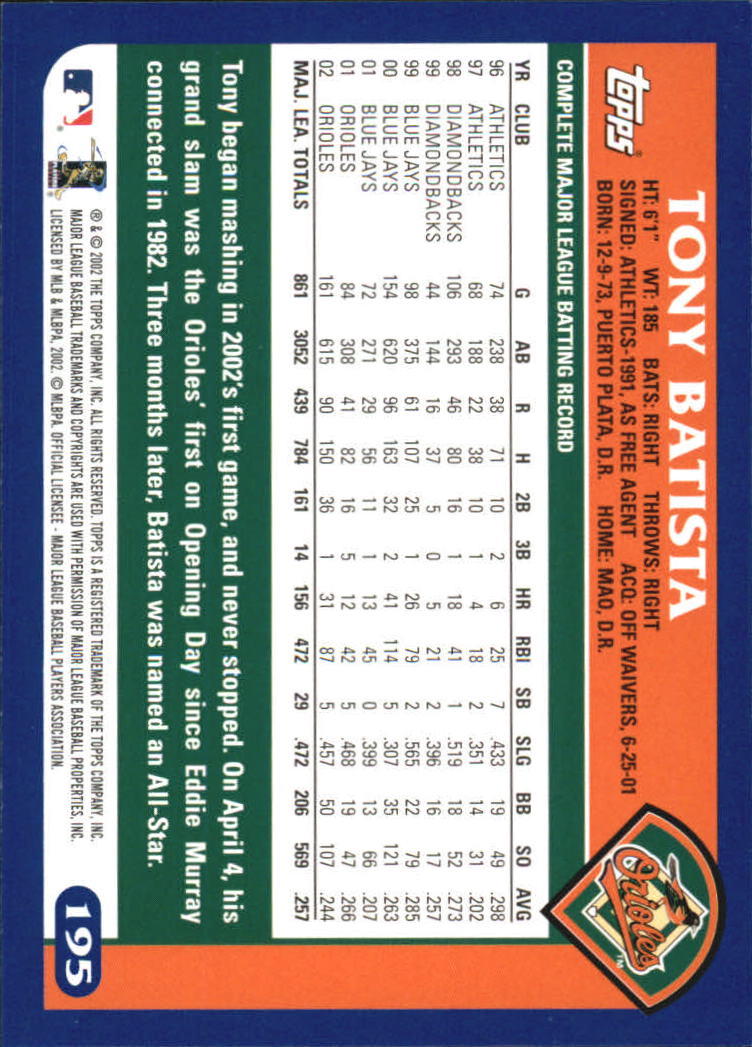 topps®
TONY BATISTA
HT: 6'1" WT: 185 BATS: RIGHT THROWS: RIGHT
SIGNED: ATHLETICS-1991, AS FREE AGENT ACQ: OFF WAIVERS, 6-25-01
BORN: 12-9-73, PUERTO PLATA, D.R. HOME: MAO, D.R.
Orioles
TM
COMPLETE MAJOR LEAGUE BATTING RECORD
YR CLUB G AB R H 2B 3B HR RBI SB SLG BB SO AVG
96 ATHLETICS 74 238 38 71 10 2 6 25 7 .433 19 49 .298
97 ATHLETICS 68 188 22 38 10 1 4 18 2 .351 14 31 .202
98 DIAMONDBACKS 106 293 46 80 16 1 18 41 1 .519 18 52 .273
99 DIAMONDBACKS 44 144 16 37 5 0 5 21 2 .396 16 17 .257
99 BLUE JAYS 98 375 61 107 25 1 26 79 2 .565 22 79 .285
00 BLUE JAYS 154 620 96 163 32 2 41 114 5 .307 35 121 .263
01 BLUE JAYS 72 271 29 56 11 1 13 45 0 .399 13 66 .207
01 ORIOLES 84 308 41 82 16 5 12 42 5 .468 19 47 .266
02 ORIOLES 161 615 90 150 36 1 31 87 5 .457 50 107 .244
MAJ. LEA. TOTALS 861 3052 439 784 161 14 156 472 29 .472 206 569 .257
Tony began mashing in 2002's first game, and never stopped. On April 4, his
grand slam was the Orioles' first on Opening Day since Eddie Murray
connected in 1982. Three months later, Batista was named an All-Star.
® & © 2002 THE TOPPS COMPANY, INC. ALL RIGHTS RESERVED. TOPPS IS A REGISTERED TRADEMARK OF THE TOPPS COMPANY, INC.
MAJOR LEAGUE BASEBALL TRADEMARKS AND COPYRIGHTS ARE USED WITH PERMISSION OF MAJOR LEAGUE BASEBALL PROPERTIES, INC.
LICENSED BY MLB & MLBPA, 2002. © MLBPA. OFFICIAL LICENSEE - MAJOR LEAGUE BASEBALL PLAYERS ASSOCIATION.
195